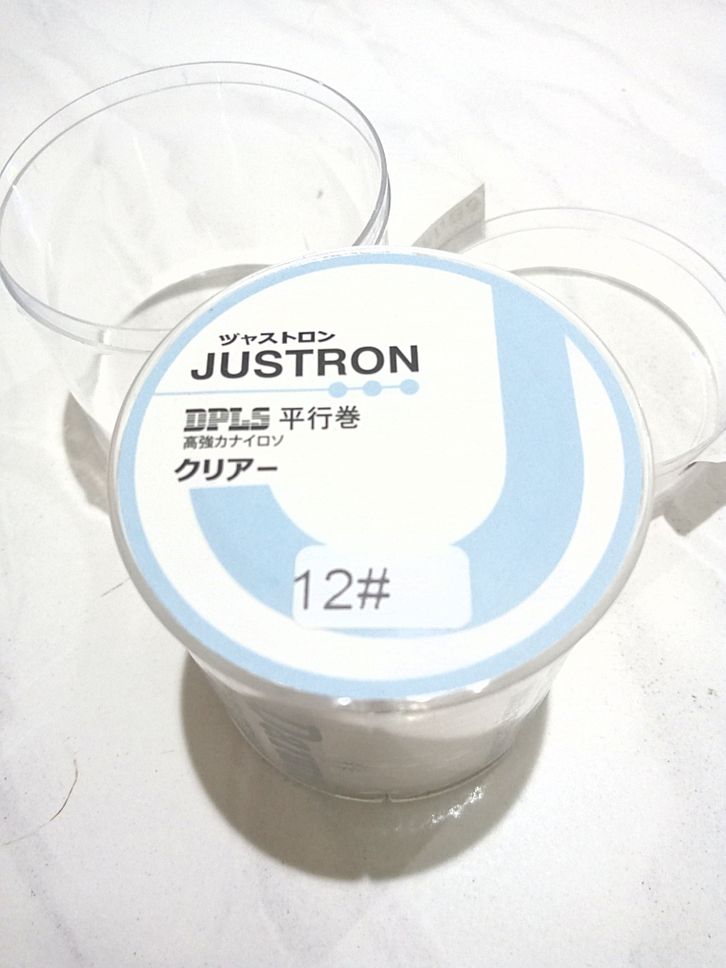 ヅャストロン
JUSTRON
DPLS 平行巻
高強カナイロソ
クリアー
12#